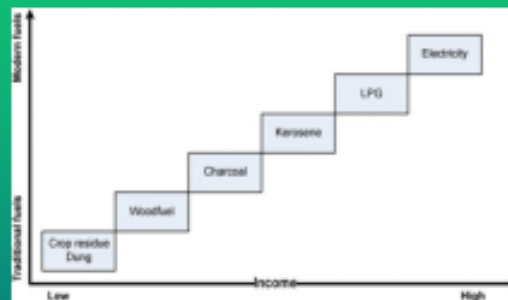 Modern fuels
Electricity
LPG
Kerosene
Charcoal
Woodfuel
Traditional fuels
Crop residue
Dung
Income
Low
High